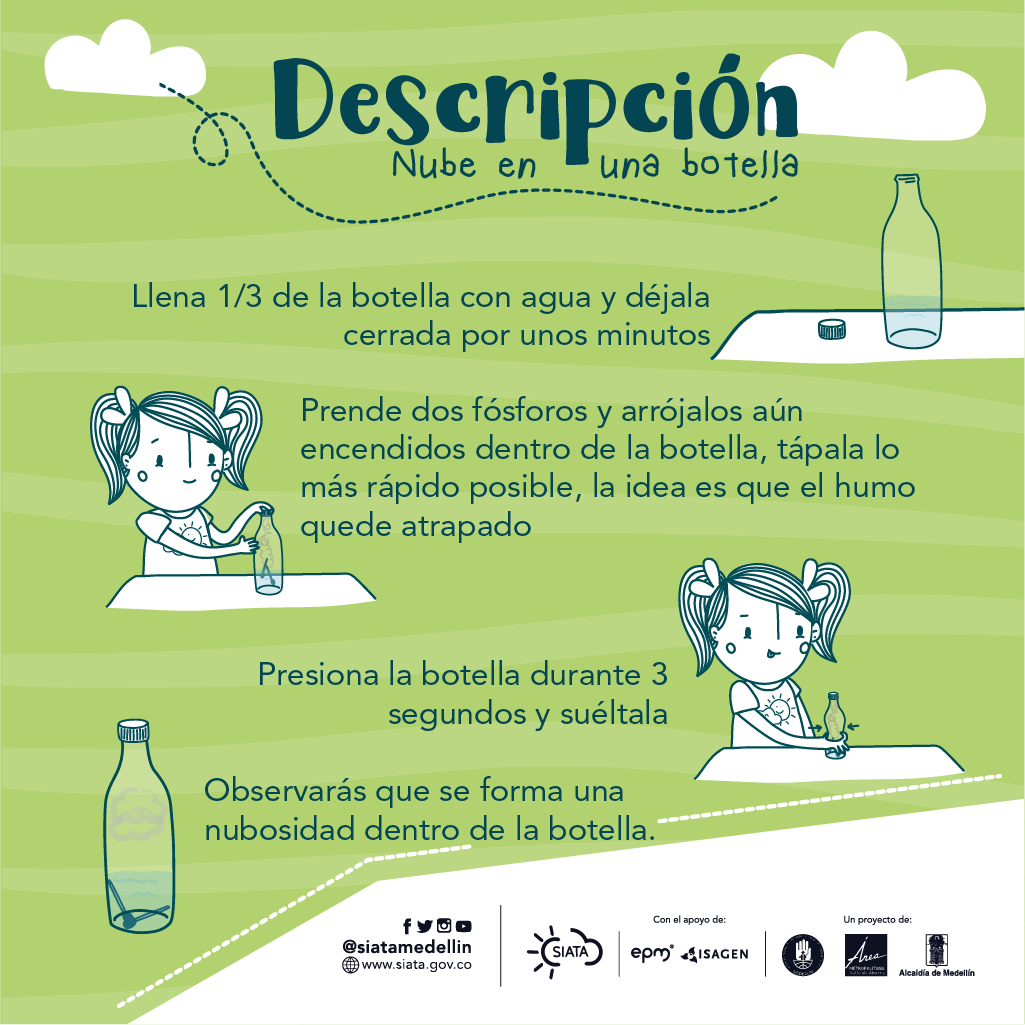 Descripción
Nube en una botella
Llena 1/3 de la botella con agua y déjala
cerrada por unos minutos
Prende dos fósforos y arrójalos aún
encendidos dentro de la botella, tápala lo
más rápido posible, la idea es que el humo
quede atrapado
Presiona la botella durante 3
segundos y suéltala
Observarás que se forma una
nubosidad dentro de la botella.
@siatamedellin
www.siata.gov.co
SIATA
Con el apoyo de:
epm
ISAGEN
Un proyecto de:
Área
METROPOLITANA
Valle de Aburrá
Alcaldía de Medellín